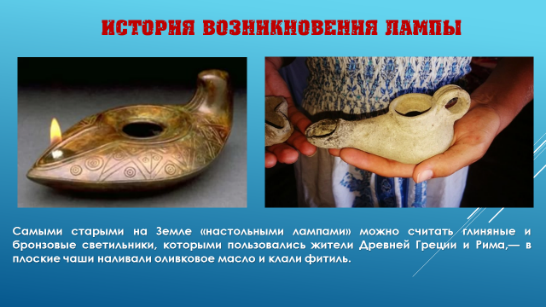 ИСТОРИЯ ВОЗНИКНОВЕНИЯ ЛАМПЫ
Самыми старыми на Земле «настольными лампами» можно считать глиняные и
бронзовые светильники, которыми пользовались жители Древней Греции и Рима,— в
плоские чаши наливали оливковое масло и клали фитиль.